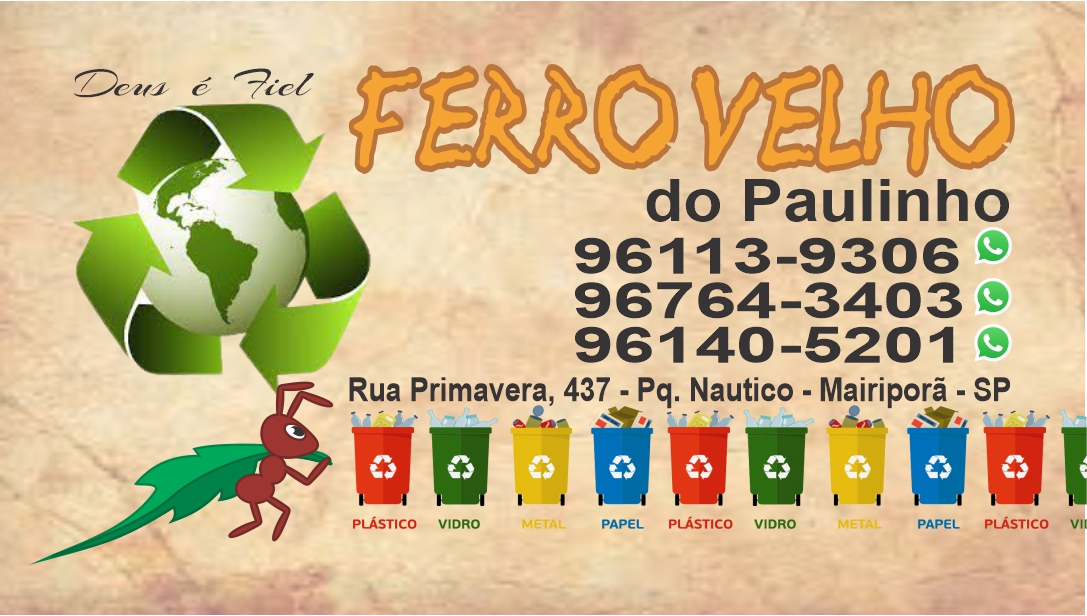 Deus é Fiel
FERRO VELHO
do Paulinho
96113-9306
96764-3403
96140-5201
Rua Primavera, 437 - Pq. Nautico - Mairiporã - SP
PLÁSTICO VIDRO METAL PAPEL PLÁSTICO VIDRO METAL PAPEL PLÁSTICO VI